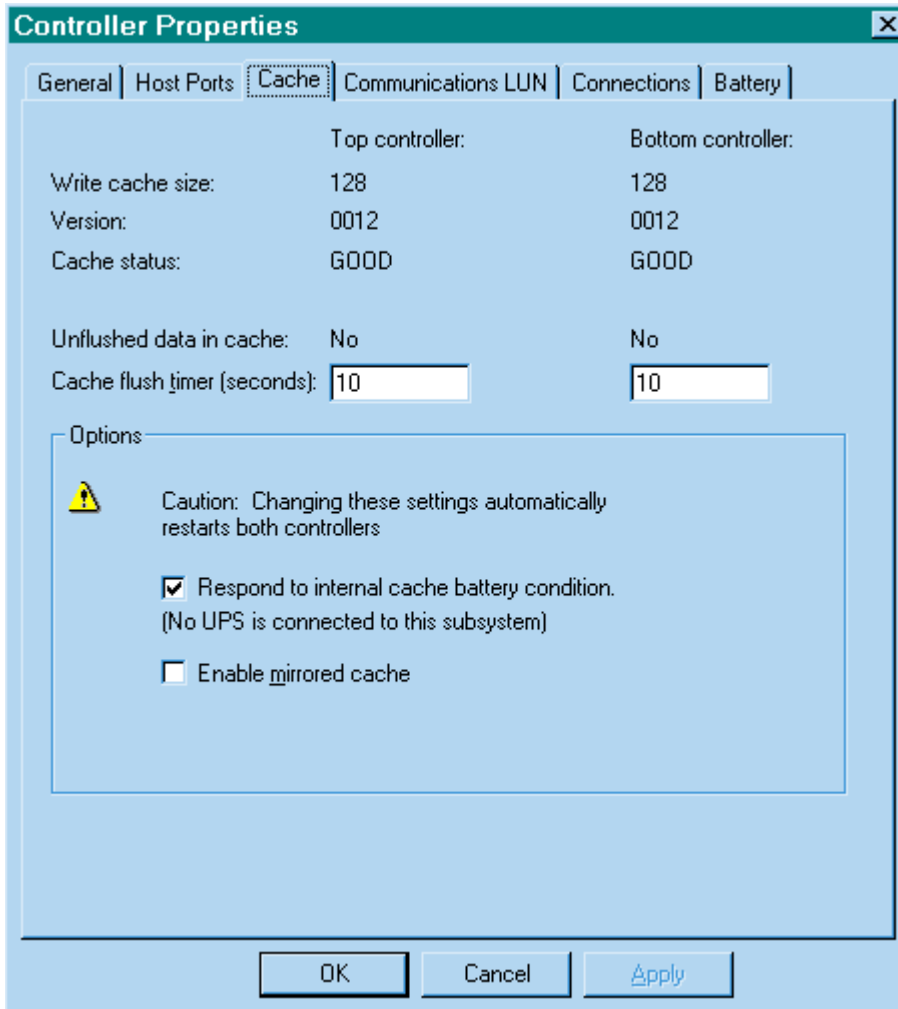 Controller Properties
General Host Ports Cache Communications LUN Connections Battery
Top controller: Bottom controller:
Write cache size: 128 128
Version: 0012 0012
Cache status: GOOD GOOD
Unflushed data in cache: No No
Cache flush timer (seconds): 10 10
Options
Caution: Changing these settings automatically
restarts both controllers
Respond to internal cache battery condition.
(No UPS is connected to this subsystem)
Enable mirrored cache
OK Cancel Apply